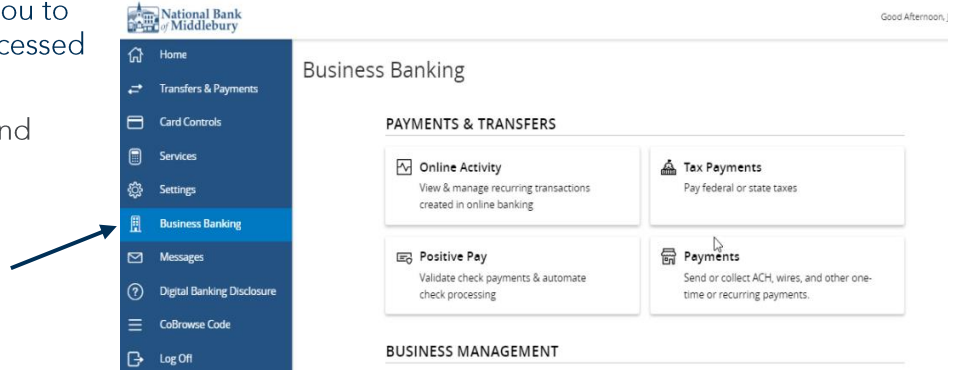 ou to
cessed
nd
National Bank
of Middlebury
Good Afternoon,
Home
Transfers & Payments
Card Controls
Services
Settings
Business Banking
Messages
Digital Banking Disclosure
CoBrowse Code
Log Off
Business Banking
PAYMENTS & TRANSFERS
Online Activity
View & manage recurring transactions
created in online banking
Tax Payments
Pay federal or state taxes
Positive Pay
Validate check payments & automate
check processing
Payments
Send or collect ACH, wires, and other one-
time or recurring payments.
BUSINESS MANAGEMENT